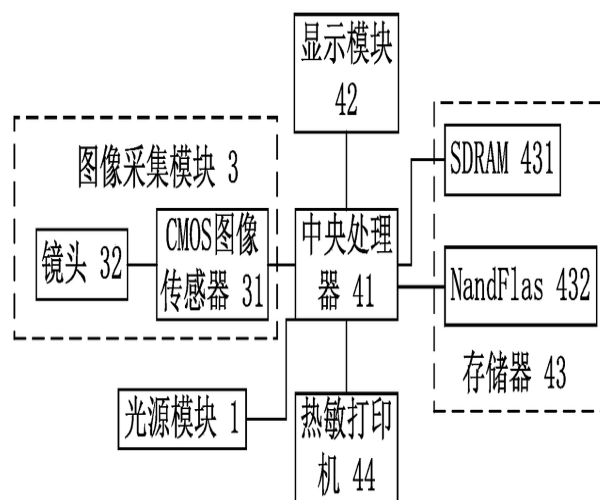 显示模块
42
图像采集模块 3
SDRAM 431
CMOS图像
传感器 31
中央处理
器 41
镜头 32
NandFlas 432
存储器 43
光源模块 1
热敏打印
机 44